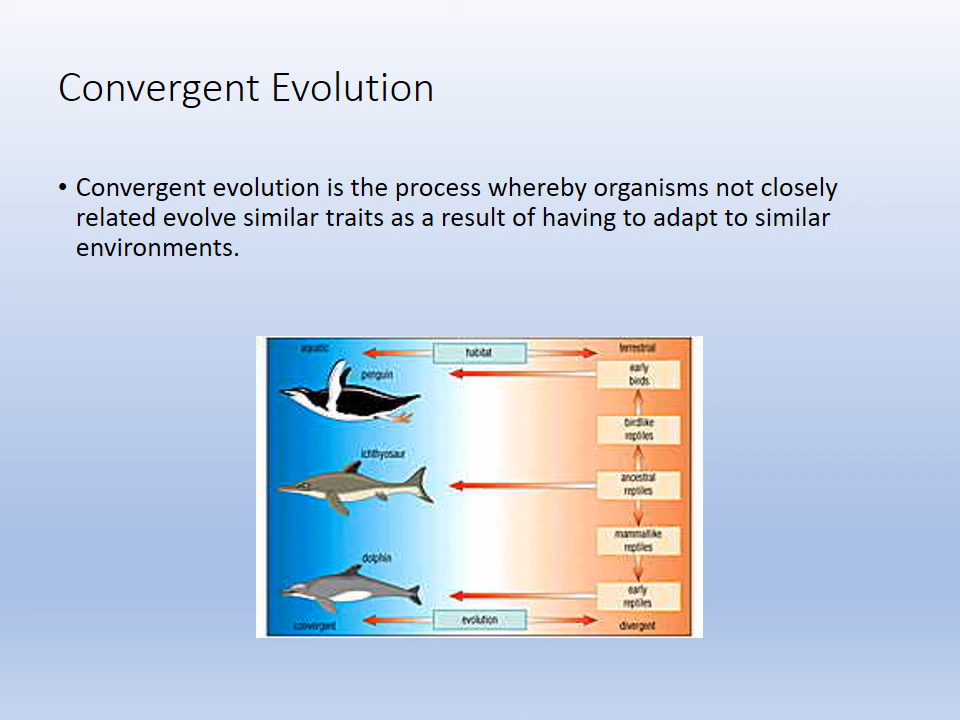 Convergent Evolution
• Convergent evolution is the process whereby organisms not closely
related evolve similar traits as a result of having to adapt to similar
environments.
aquatic
habitat
terrestrial
penguin
early
birds
birdlike
reptiles
ichthyosaur
ancestral
reptiles
mammallike
reptiles
dolphin
early
reptiles
convergent
evolution
divergent